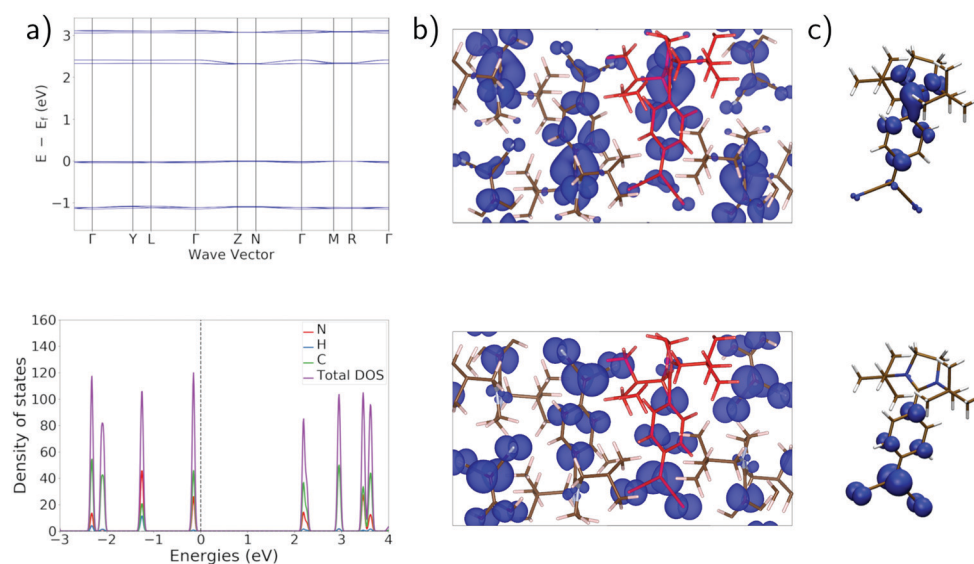 a)
b)
c)
3
2
1
0
−1
E − Ef (eV)
Γ Y L Γ Z N Γ M R Γ
Wave Vector
160
140
120
100
80
60
40
20
0
Density of states
N
H
C
Total DOS
−3 −2 −1 0 1 2 3 4
Energies (eV)